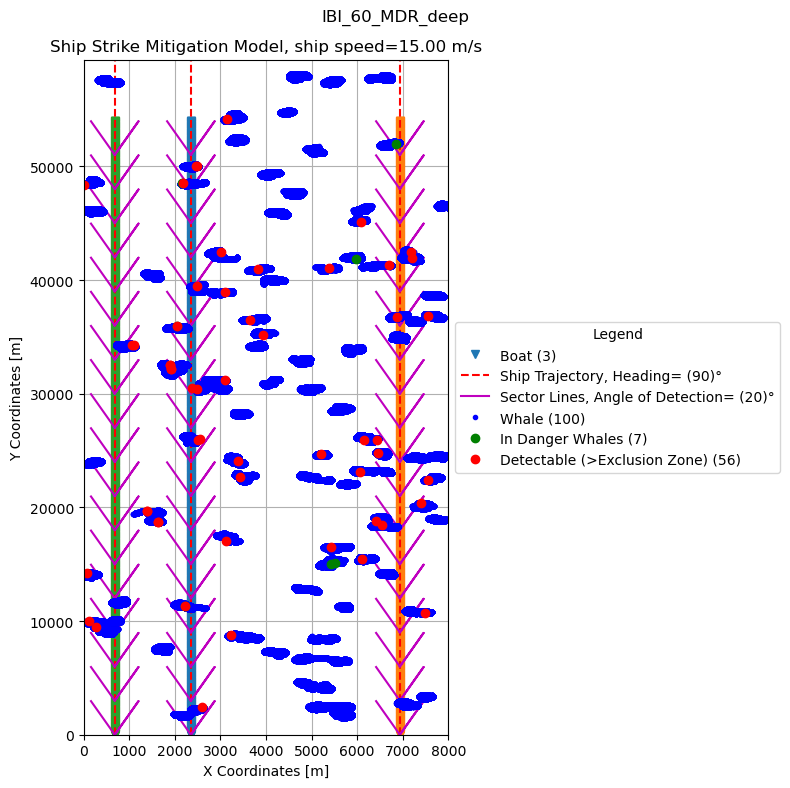 IBI_60_MDR_deep
Ship Strike Mitigation Model, ship speed=15.00 m/s
50000
40000
30000
20000
10000
0
Y Coordinates [m]
0 1000 2000 3000 4000 5000 6000 7000 8000
X Coordinates [m]
Legend
Boat (3)
Ship Trajectory, Heading= (90)°
Sector Lines, Angle of Detection= (20)°
Whale (100)
In Danger Whales (7)
Detectable (>Exclusion Zone) (56)